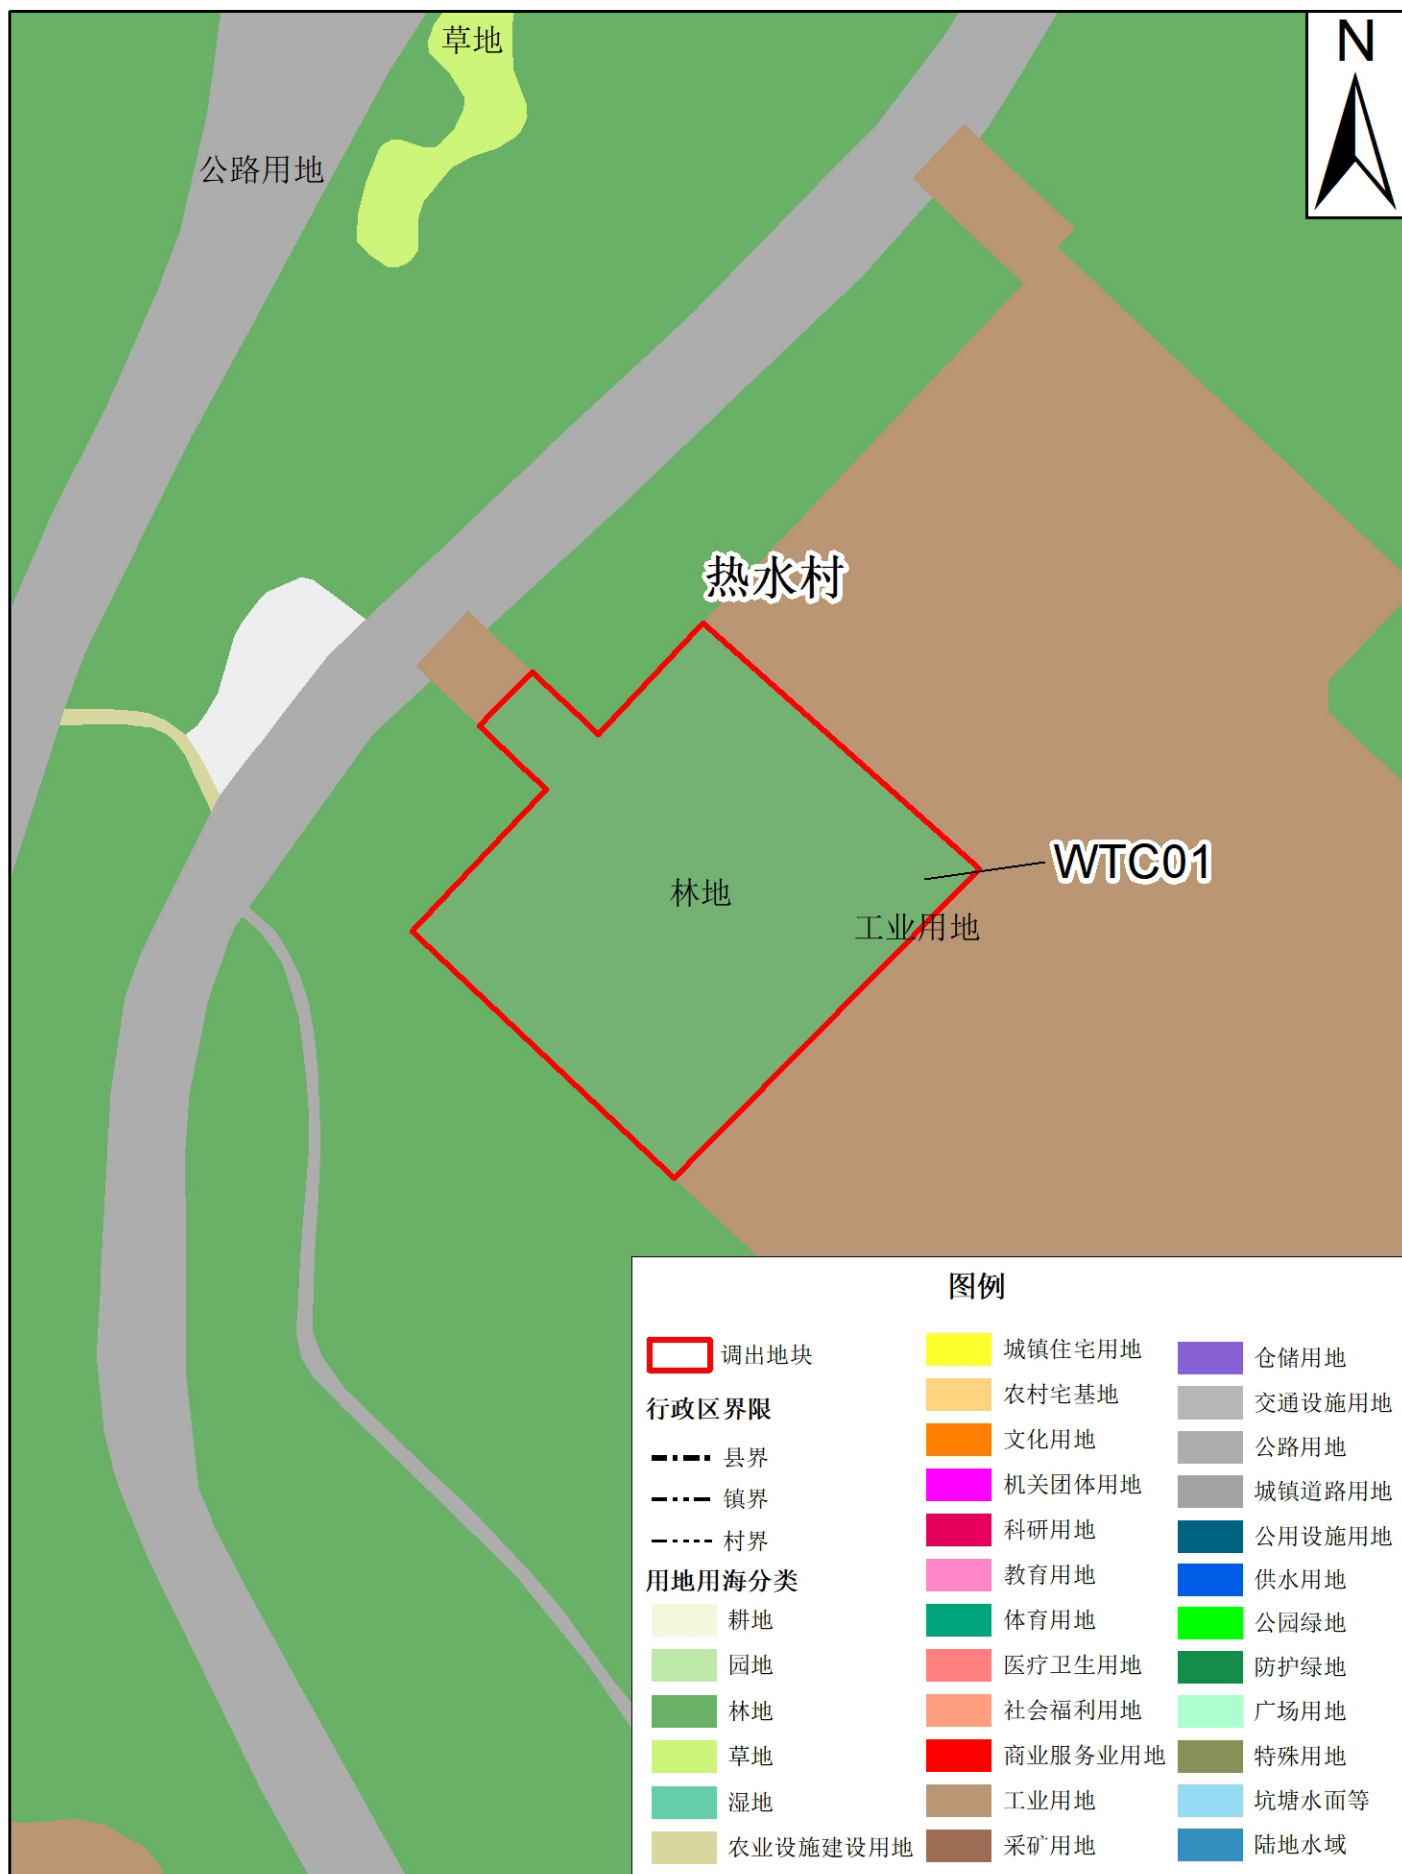 草地
N
公路用地
热水村
WTC01
林地
工业用地
图例
调出地块
行政区界限
县界
镇界
村界
用地用海分类
耕地
园地
林地
草地
湿地
农业设施建设用地
城镇住宅用地
农村宅基地
文化用地
机关团体用地
科研用地
教育用地
体育用地
医疗卫生用地
社会福利用地
商业服务业用地
工业用地
采矿用地
仓储用地
交通设施用地
公路用地
城镇道路用地
公用设施用地
供水用地
公园绿地
防护绿地
广场用地
特殊用地
坑塘水面等
陆地水域